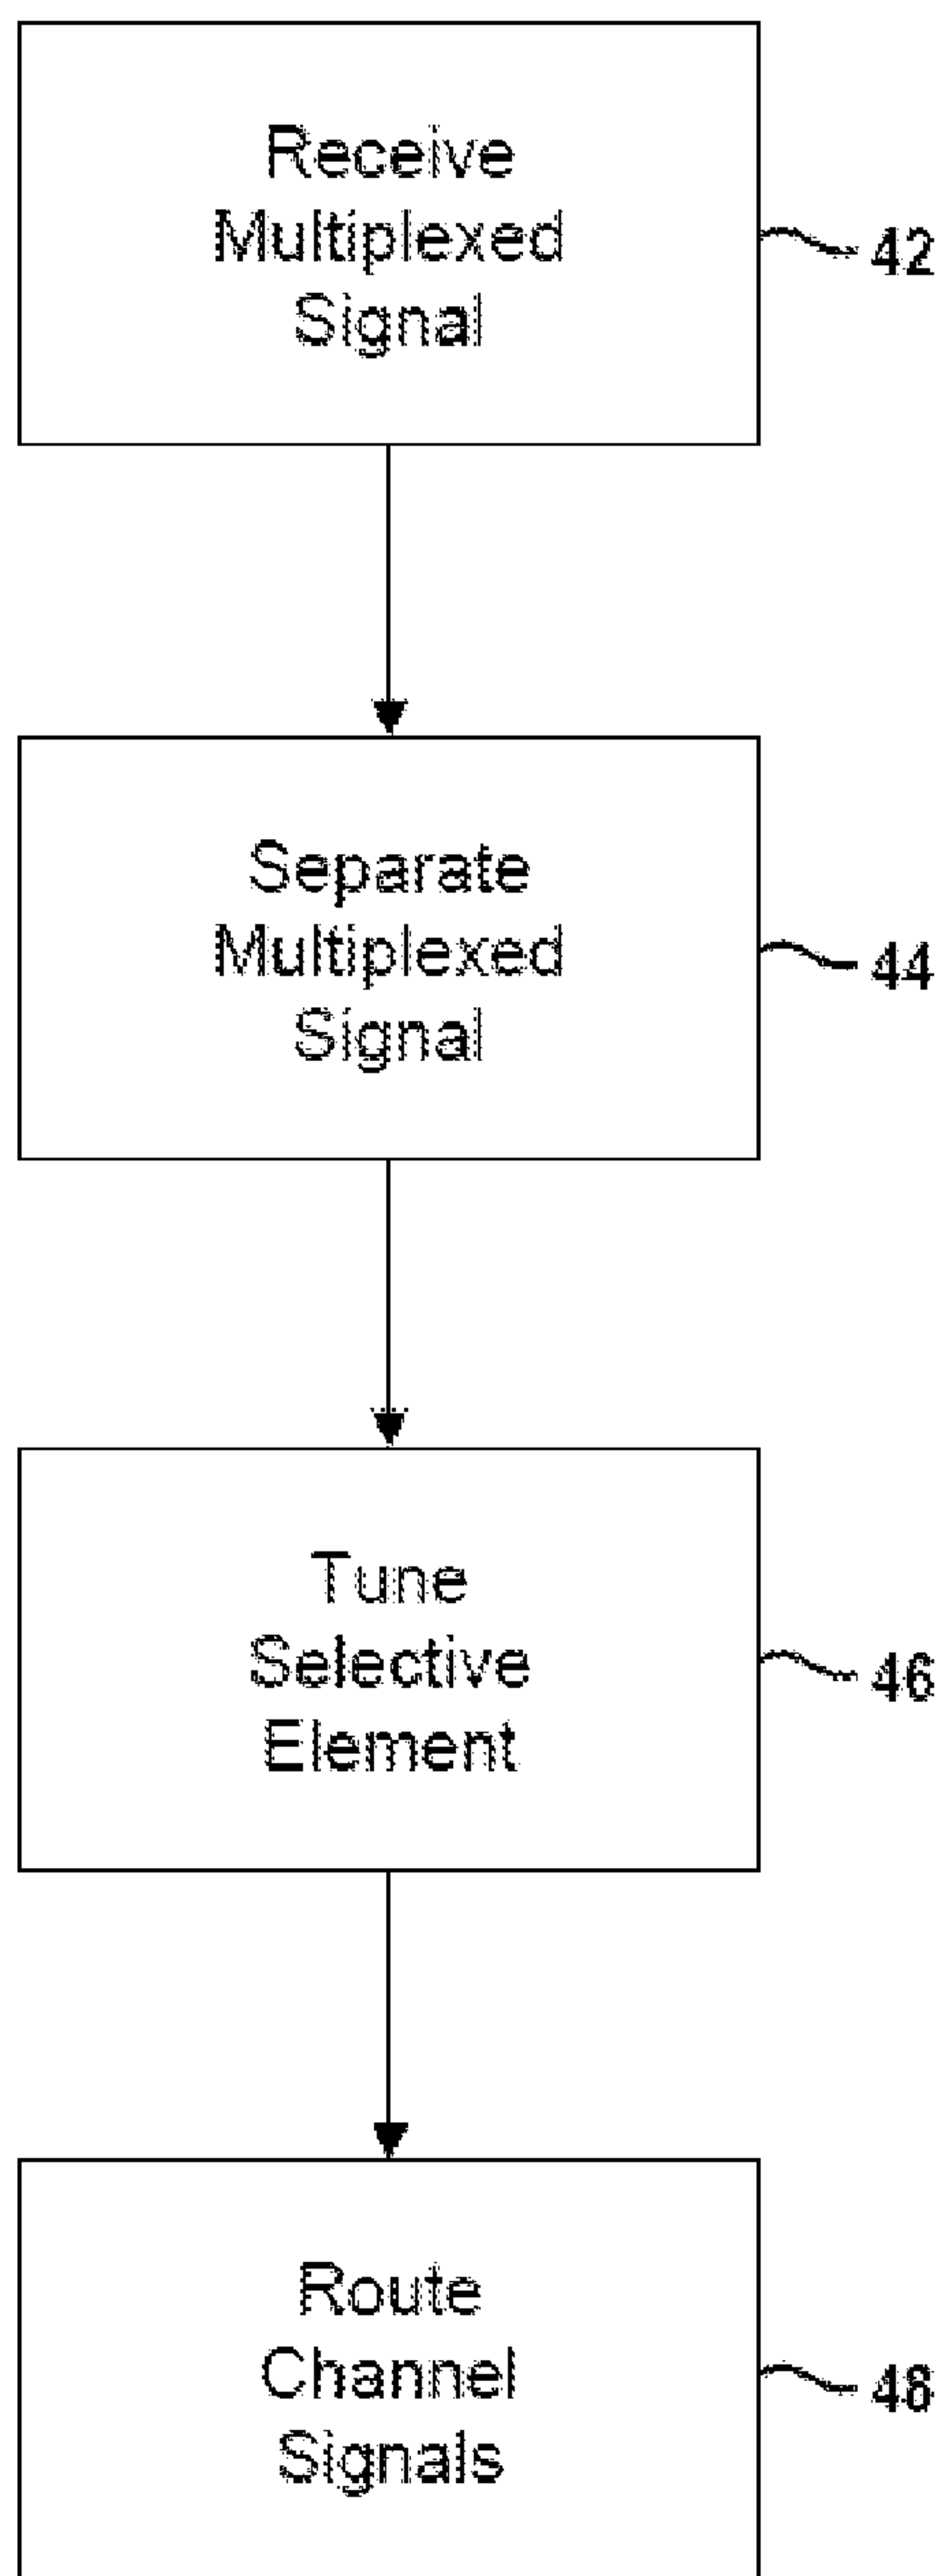 Receive
Multiplexed
Signal
42
Separate
Multiplexed
Signal
44
Tune
Selective
Element
46
Route
Channel
Signals
48